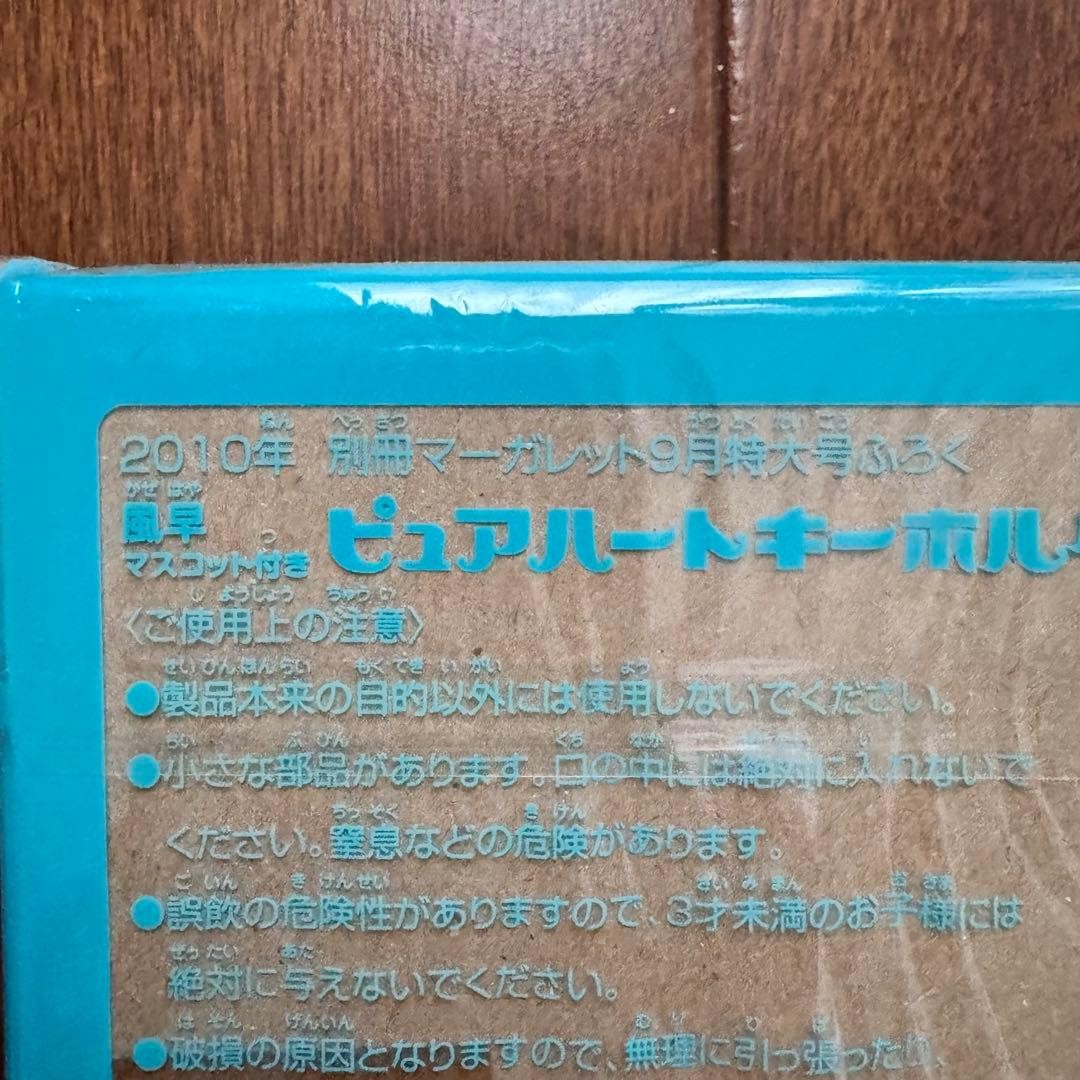 2010年 別冊マーガレット9月特大号ふろく
風早
マスコット付き ピュアハートキーホル
〈ご使用上の注意〉
●製品本来の目的以外には使用しないでください。
●小さな部品があります。口の中には絶対に入れないで
ください。窒息などの危険があります。
●誤飲の危険性がありますので、3才未満のお子様には
絶対に与えないでください。
●破損の原因となりますので、無理に引っ張ったり、